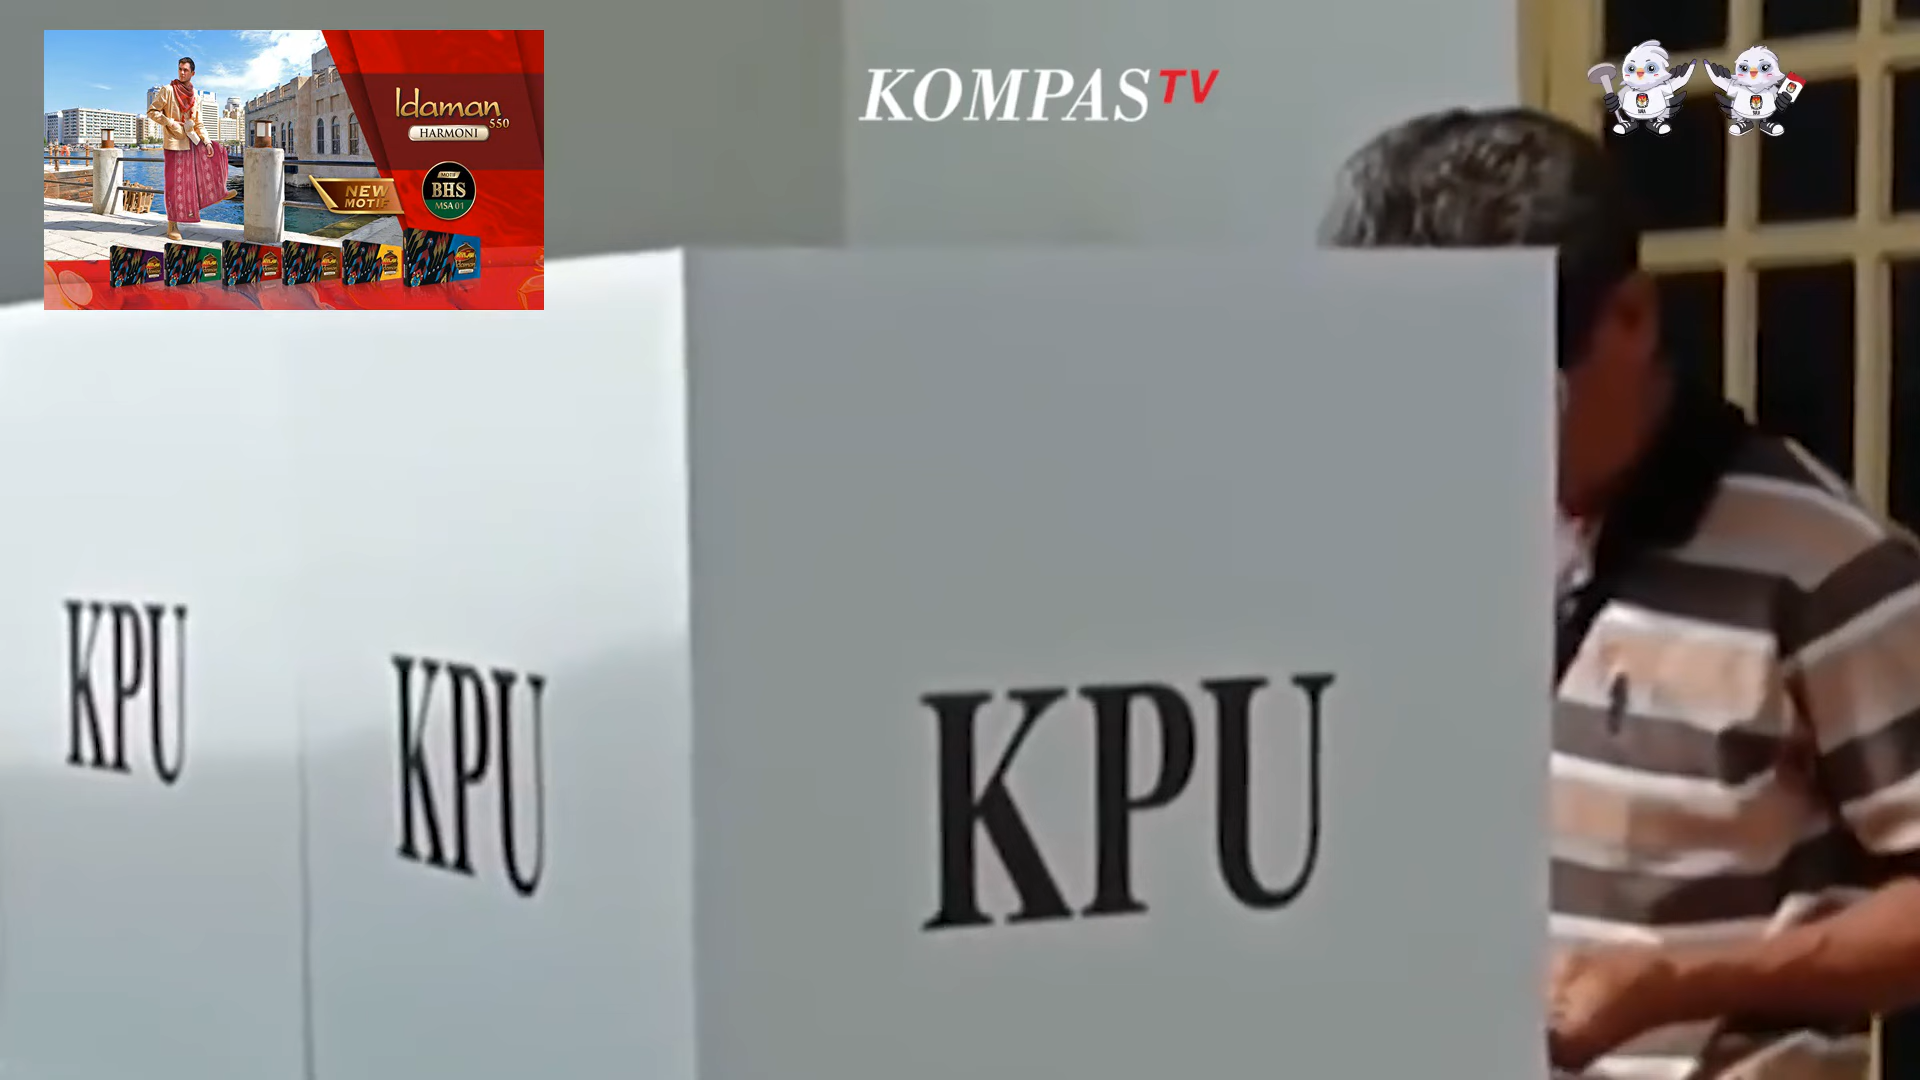 KOMPAS TV
Idaman
550
HARMONI
NEW
MOTIF
MOTIF
BHS
MSA 01
KPU
KPU
KPU